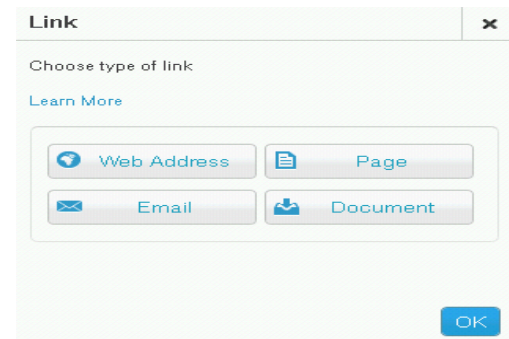 Link
Choose type of link
Learn More
Web Address
Page
Email
Document
OK